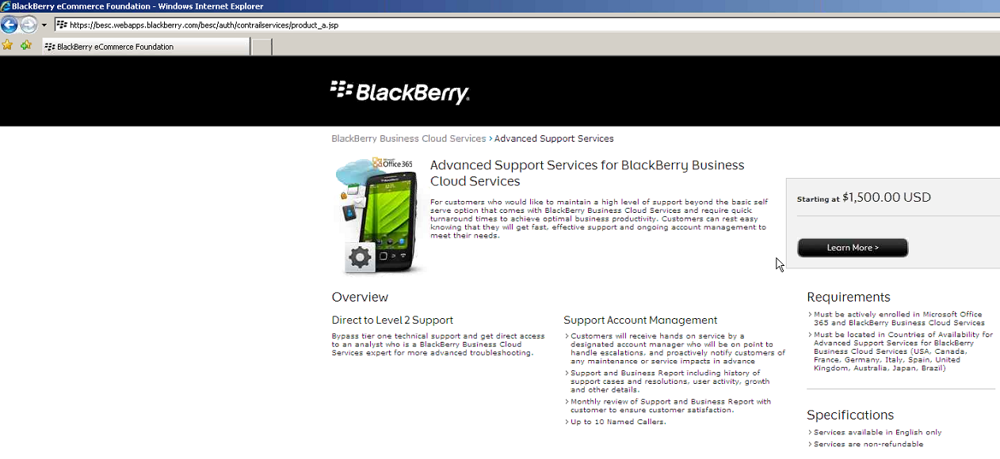 BlackBerry eCommerce Foundation - Windows Internet Explorer
https://besc.webapps.blackberry.com/besc/auth/contrailservices/product_a.jsp
BlackBerry eCommerce Foundation
BlackBerry
BlackBerry Business Cloud Services › Advanced Support Services
Microsoft
Office 365
Advanced Support Services for BlackBerry Business
Cloud Services
For customers who would like to maintain a high level of support beyond the basic self
serve option that comes with BlackBerry Business Cloud Services and require quick
turnaround times to achieve optimal business productivity. Customers can rest easy
knowing that they will get fast, effective support and ongoing account management to
meet their needs.
Starting at $1,500.00 USD
Learn More >
Overview
Direct to Level 2 Support
Bypass tier one technical support and get direct access
to an analyst who is a BlackBerry Business Cloud
Services expert for more advanced troubleshooting.
Support Account Management
› Customers will receive hands on service by a
designated account manager who will be on point to
handle escalations, and proactively notify customers of
any maintenance or service impacts in advance
› Support and Business Report including history of
support cases and resolutions, user activity, growth
and other details.
› Monthly review of Support and Business Report with
customer to ensure customer satisfaction.
› Up to 10 Named Callers.
Requirements
› Must be actively enrolled in Microsoft Office
365 and BlackBerry Business Cloud Services
› Must be located in Countries of Availability for
Advanced Support Services for BlackBerry
Business Cloud Services (USA, Canada,
France, Germany, Italy, Spain, United
Kingdom, Australia, Japan, Brazil)
Specifications
› Services available in English only
› Services are non-refundable